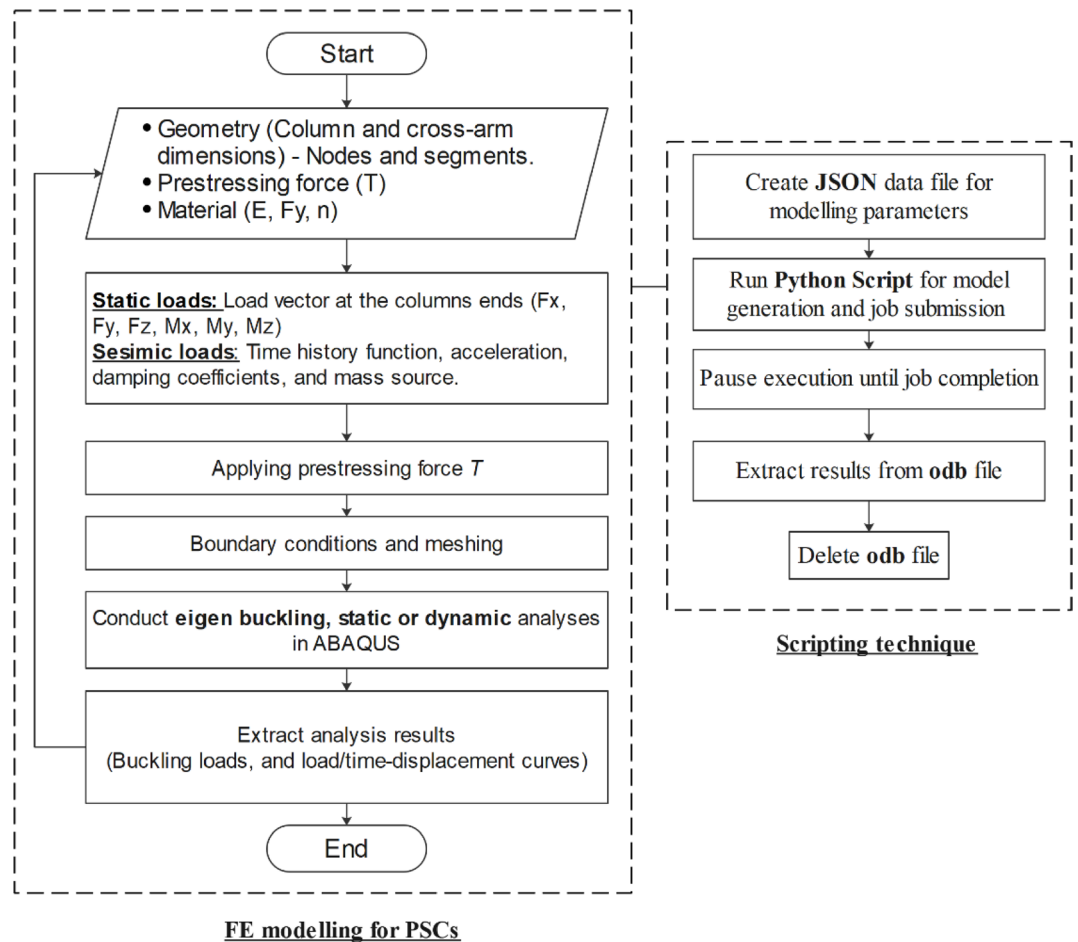 Start
• Geometry (Column and cross-arm
dimensions) - Nodes and segments.
• Prestressing force (T)
• Material (E, Fy, n)
Static loads: Load vector at the columns ends (Fx,
Fy, Fz, Mx, My, Mz)
Sesimic loads: Time history function, acceleration,
damping coefficients, and mass source.
Applying prestressing force T
Boundary conditions and meshing
Conduct eigen buckling, static or dynamic analyses
in ABAQUS
Extract analysis results
(Buckling loads, and load/time-displacement curves)
End
FE modelling for PSCs
Create JSON data file for
modelling parameters
Run Python Script for model
generation and job submission
Pause execution until job completion
Extract results from odb file
Delete odb file
Scripting technique